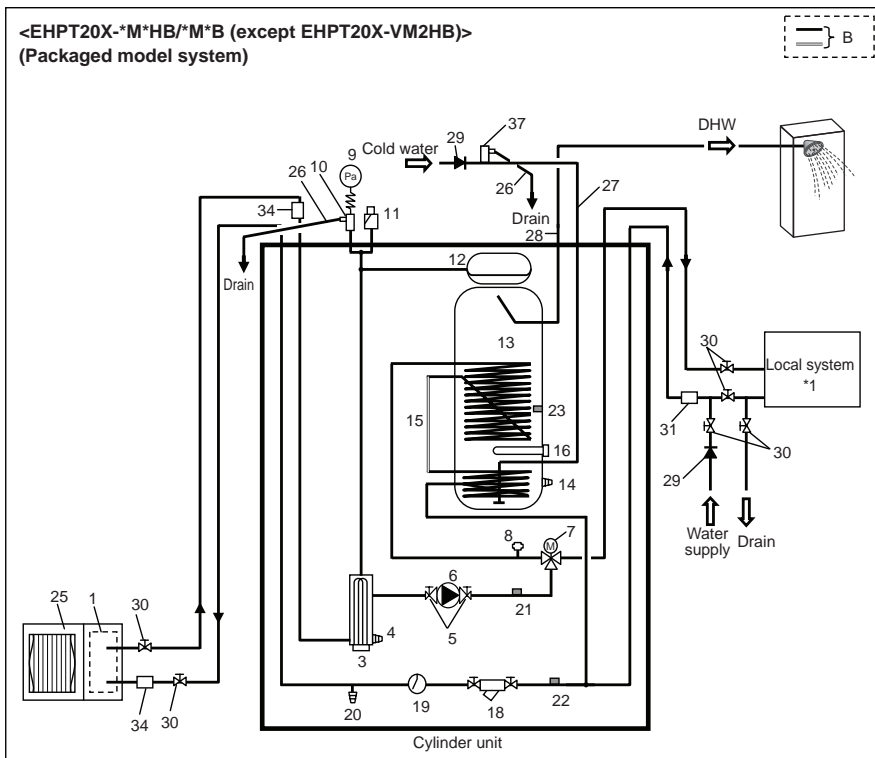 <EHPT20X-*M*HB/*M*B (except EHPT20X-VM2HB)>
(Packaged model system)
B
DHW
37
29
9
Cold water
10
Pa
26
26
27
34
11
Drain
28
12
Drain
13
30
Local system
*1
15
23
31
30
16
29
14
7
8
M
Water
supply
Drain
6
25
1
30
21
4
5
3
34
30
20
19
18
22
Cylinder unit